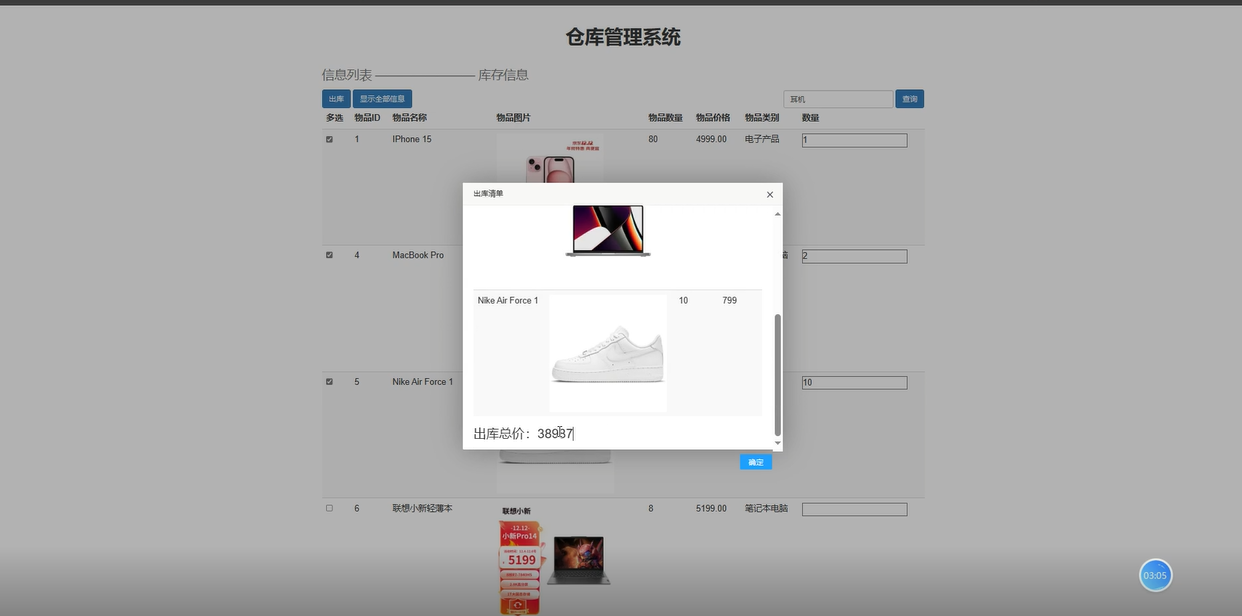 仓库管理系统
信息列表 ———————— 库存信息
出库 显示全部信息 耳机 查询
多选 物品ID 物品名称 物品图片 物品数量 物品价格 物品类别 数量
1 IPhone 15 80 4999.00 电子产品 1
出库清单 ×
4 MacBook Pro 脑 2
Nike Air Force 1 10 799
5 Nike Air Force 1 10
出库总价：38987
确定
6 联想小新轻薄本 8 5199.00 笔记本电脑
联想小新
-12.12-
小新Pro14
5199
03:05